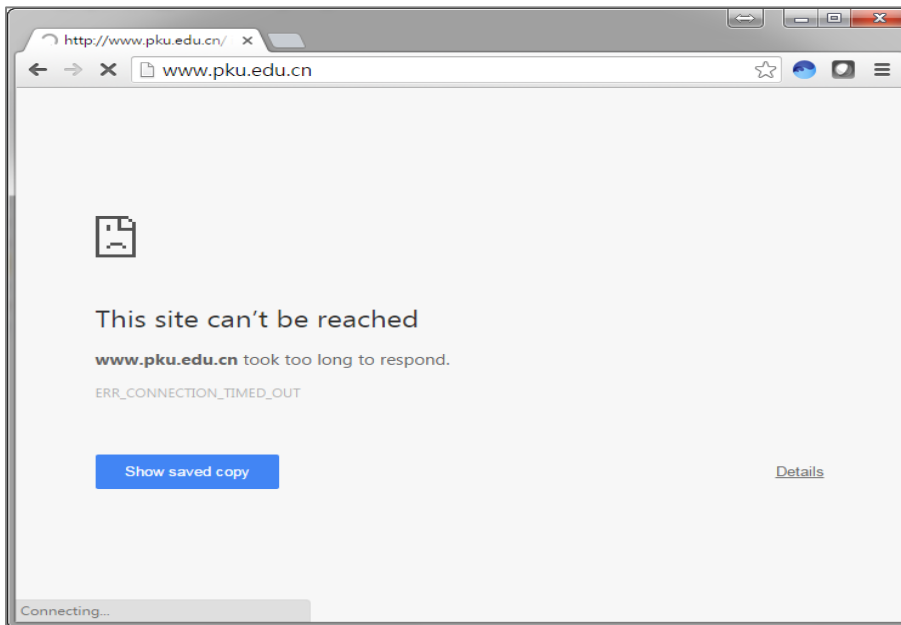 http://www.pku.edu.cn/
www.pku.edu.cn
This site can't be reached
www.pku.edu.cn took too long to respond.
ERR_CONNECTION_TIMED_OUT
Show saved copy
Details
Connecting...